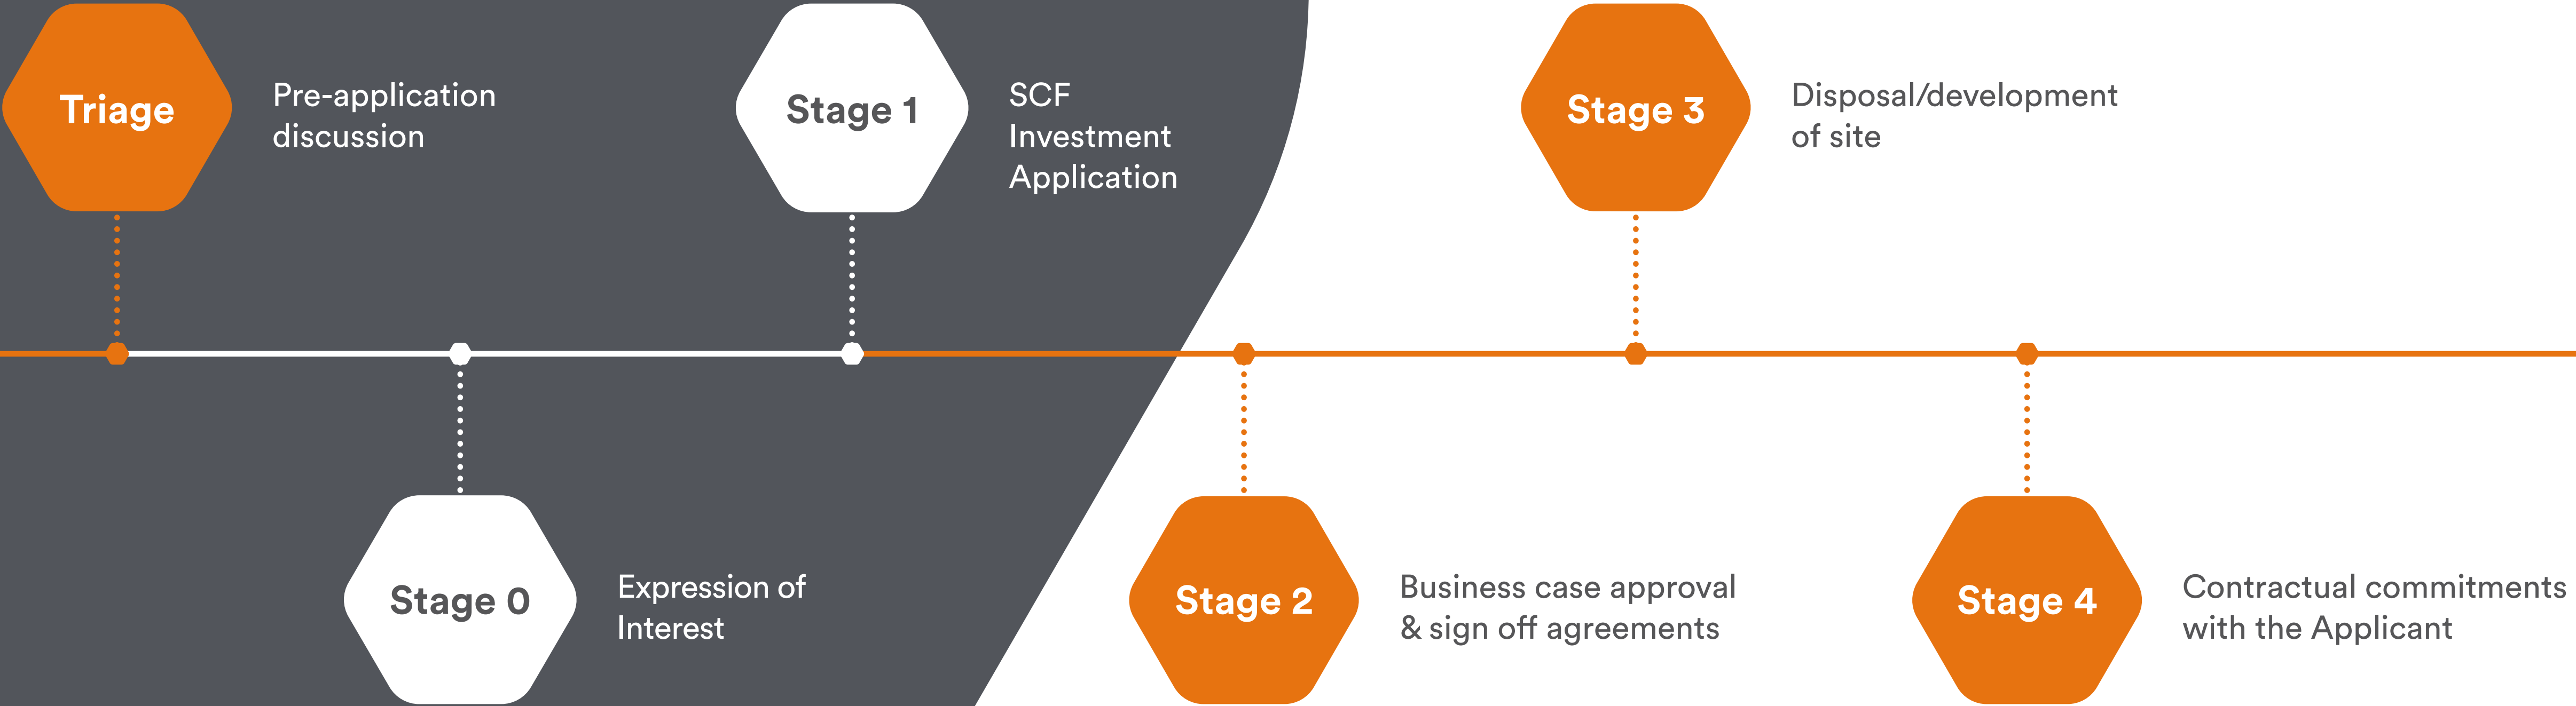 Triage
Pre-application
discussion
Stage 0
Expression of
Interest
Stage 1
SCF
Investment
Application
Stage 2
Business case approval
& sign off agreements
Stage 3
Disposal/development
of site
Stage 4
Contractual commitments
with the Applicant